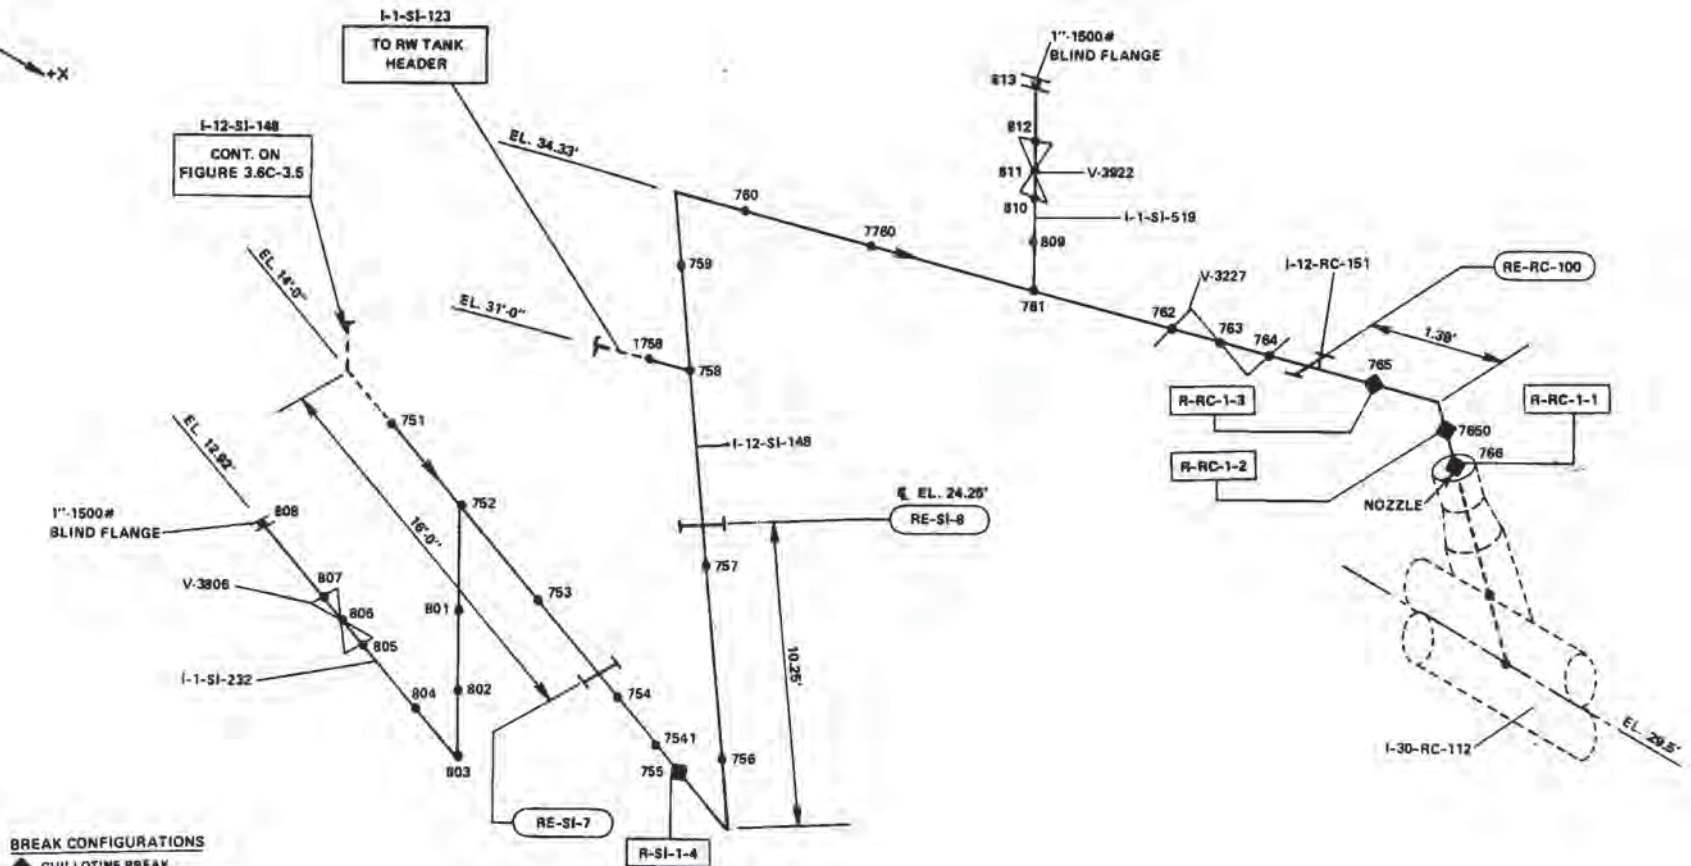 I-1-SI-123
TO RW TANK
HEADER
+X
I-12-SI-148
CONT. ON
FIGURE 3.6C-3.5
EL. 34.33'
1"-1500#
BLIND FLANGE
813
812
811
V-3922
810
I-1-SI-519
809
760
7760
759
EL. 14'-0"
EL. 31'-0"
1758
758
761
V-3227
I-12-RC-151
RE-RC-100
762
763
764
1.39'
765
R-RC-1-3
R-RC-1-1
7650
766
R-RC-1-2
NOZZLE
751
I-12-SI-148
EL. 12.92'
752
16'-0"
℄ EL. 24.25'
RE-SI-8
1"-1500#
BLIND FLANGE
808
757
V-3806
807
806
805
801
753
10.25'
I-1-SI-232
804
802
754
803
7541
755
756
I-30-RC-112
EL. 29.5'
RE-SI-7
R-SI-1-4
BREAK CONFIGURATIONS
GUILLOTINE BREAK